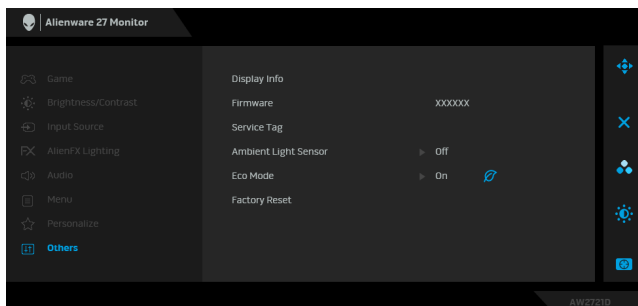 Alienware 27 Monitor
Game
Brightness/Contrast
Input Source
AlienFX Lighting
Audio
Menu
Personalize
Others
Display Info
Firmware XXXXXX
Service Tag
Ambient Light Sensor Off
Eco Mode On
Factory Reset
AW2721D